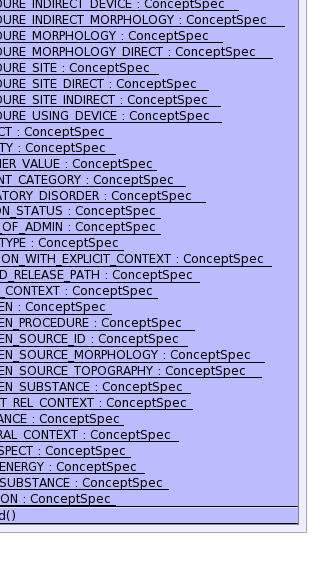 DURE_INDIRECT_DEVICE : ConceptSpec
DURE_INDIRECT_MORPHOLOGY : ConceptSpec
DURE_MORPHOLOGY : ConceptSpec
DURE_MORPHOLOGY_DIRECT : ConceptSpec
DURE_SITE : ConceptSpec
DURE_SITE_DIRECT : ConceptSpec
DURE_SITE_INDIRECT : ConceptSpec
DURE_USING_DEVICE : ConceptSpec
CT : ConceptSpec
TY : ConceptSpec
IER_VALUE : ConceptSpec
NT_CATEGORY : ConceptSpec
ATORY_DISORDER : ConceptSpec
ON_STATUS : ConceptSpec
_OF_ADMIN : ConceptSpec
TYPE : ConceptSpec
ION_WITH_EXPLICIT_CONTEXT : ConceptSpec
D_RELEASE_PATH : ConceptSpec
_CONTEXT : ConceptSpec
EN : ConceptSpec
EN_PROCEDURE : ConceptSpec
EN_SOURCE_ID : ConceptSpec
EN_SOURCE_MORPHOLOGY : ConceptSpec
EN_SOURCE_TOPOGRAPHY : ConceptSpec
EN_SUBSTANCE : ConceptSpec
T_REL_CONTEXT : ConceptSpec
ANCE : ConceptSpec
RAL_CONTEXT : ConceptSpec
SPECT : ConceptSpec
ENERGY : ConceptSpec
SUBSTANCE : ConceptSpec
ON : ConceptSpec
d()